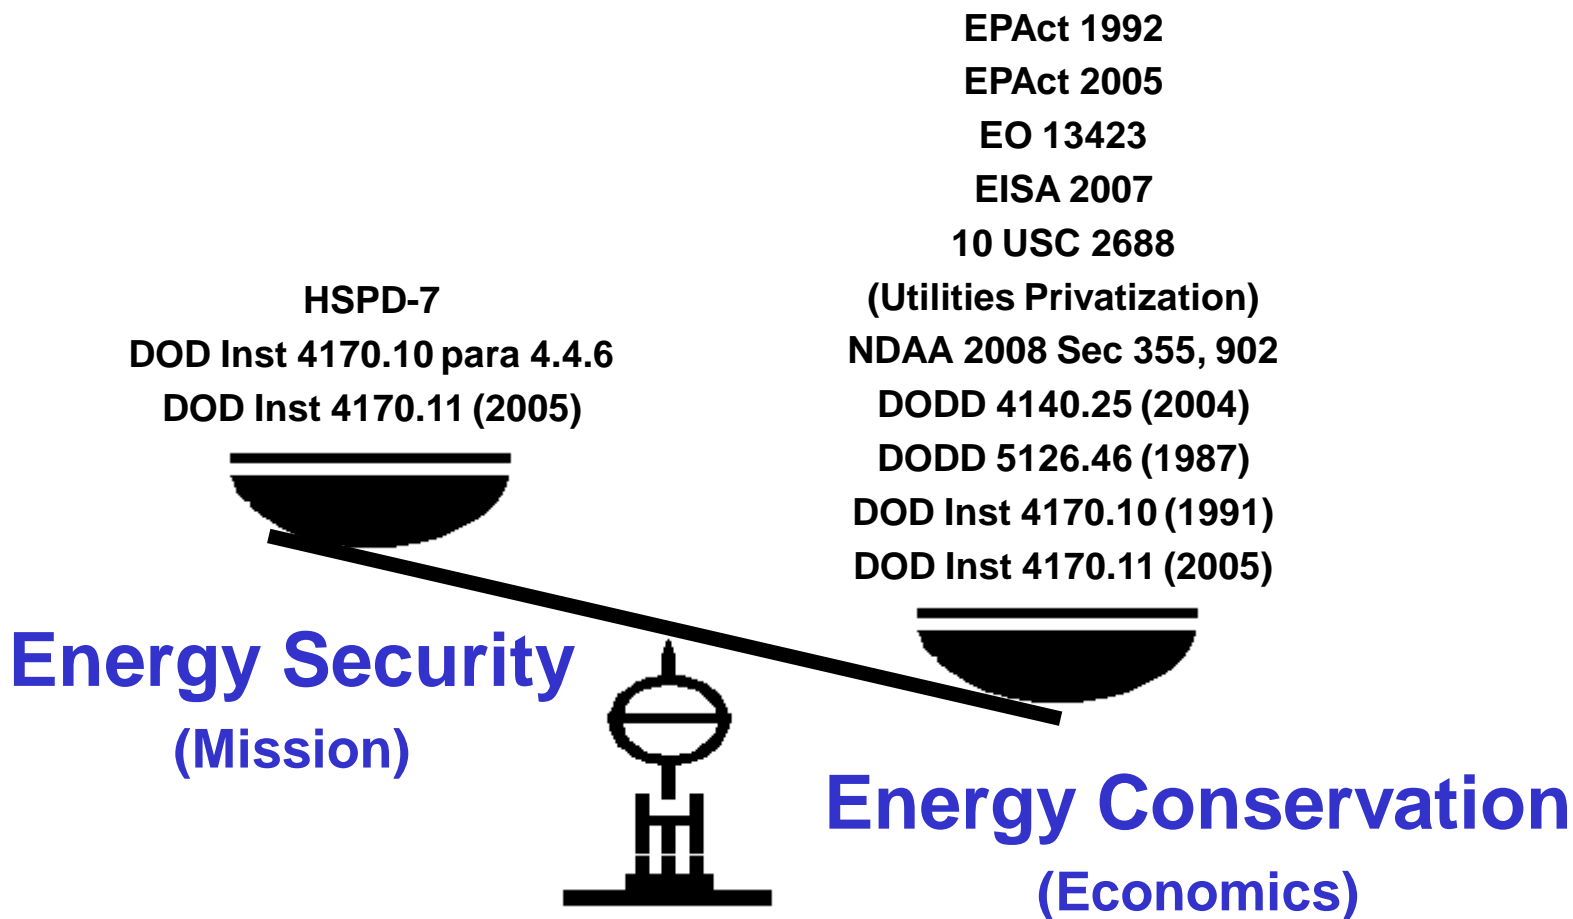 EPAct 1992
EPAct 2005
EO 13423
EISA 2007
10 USC 2688
(Utilities Privatization)
NDAA 2008 Sec 355, 902
DODD 4140.25 (2004)
DODD 5126.46 (1987)
DOD Inst 4170.10 (1991)
DOD Inst 4170.11 (2005)
HSPD-7
DOD Inst 4170.10 para 4.4.6
DOD Inst 4170.11 (2005)
Energy Security
(Mission)
Energy Conservation
(Economics)